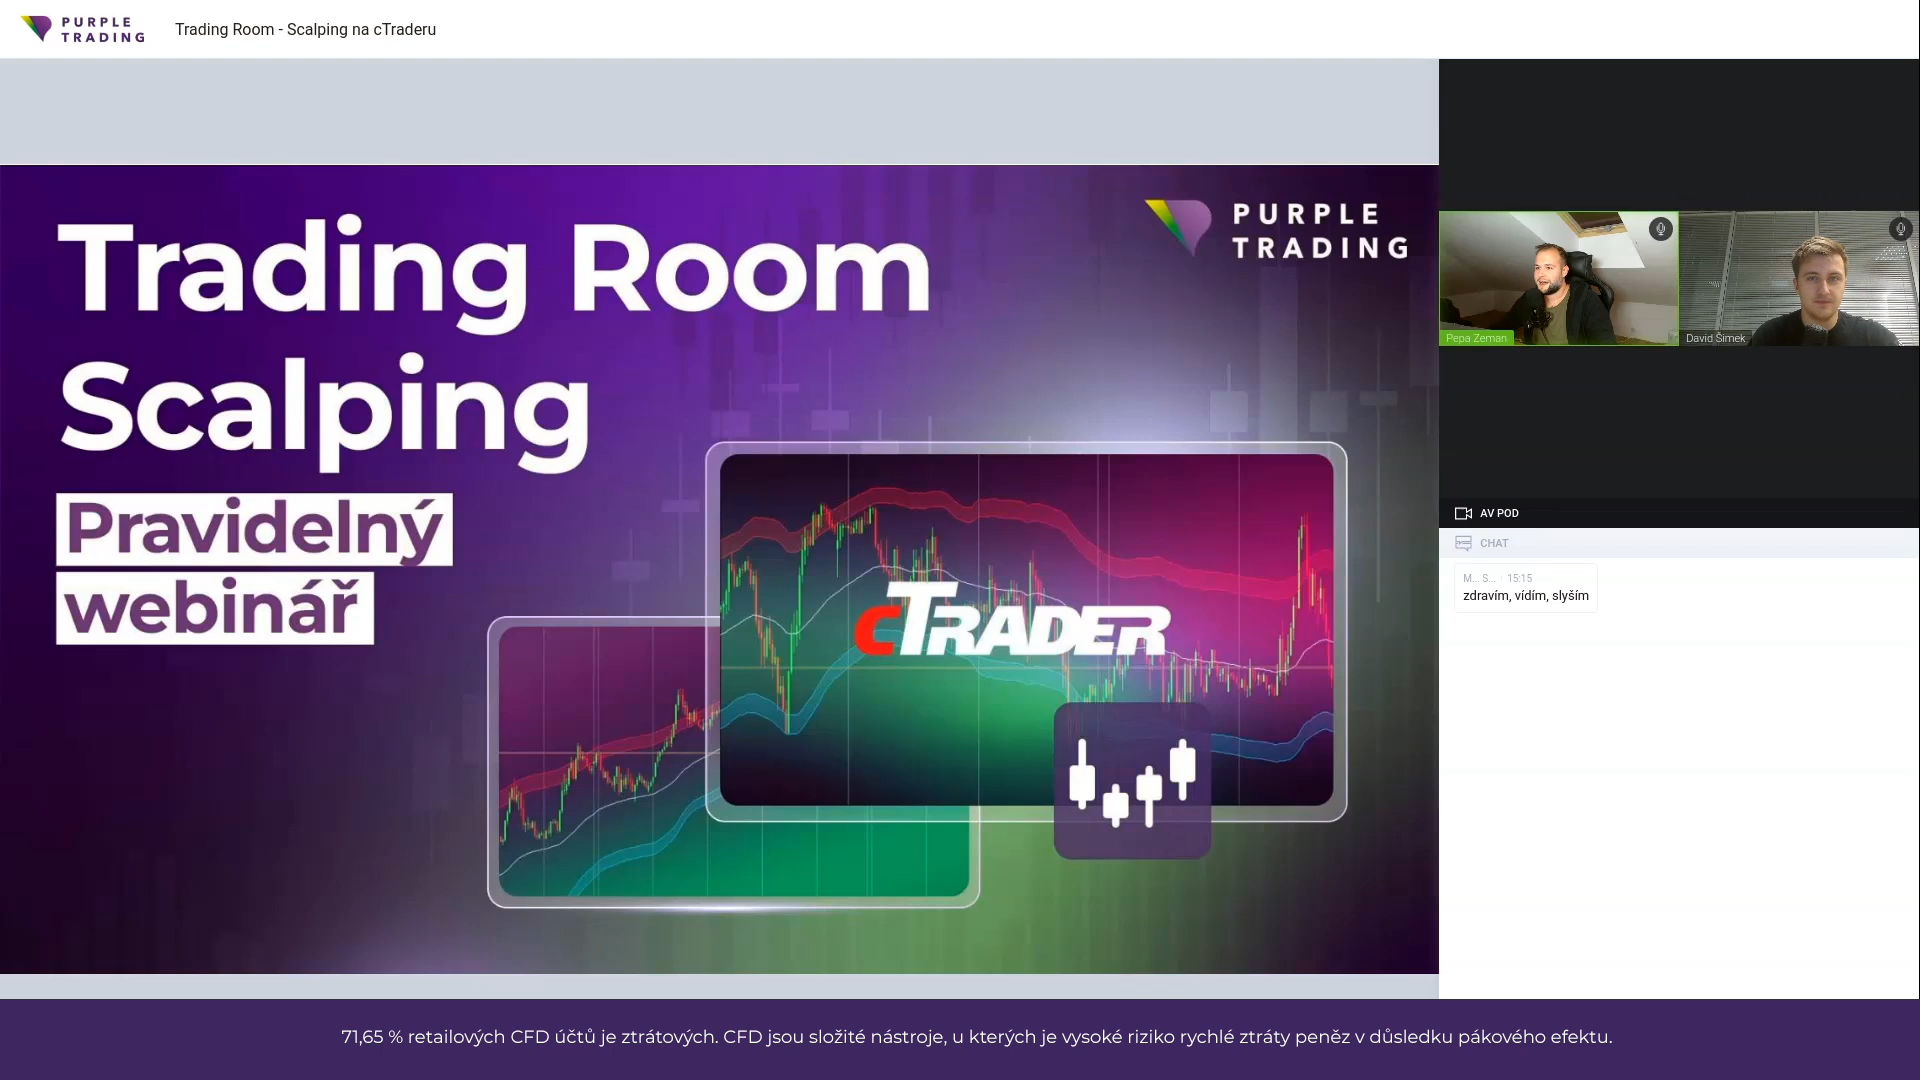 PURPLE
TRADING
Trading Room - Scalping na cTraderu
Trading Room
Scalping
Pravidelný
webinář
PURPLE
TRADING
cTRADER
Pepa Zeman
David Šimek
AV POD
CHAT
M... S... 15:15
zdravím, vídím, slyším
71,65 % retailových CFD účtů je ztrátových. CFD jsou složité nástroje, u kterých je vysoké riziko rychlé ztráty peněz v důsledku pákového efektu.